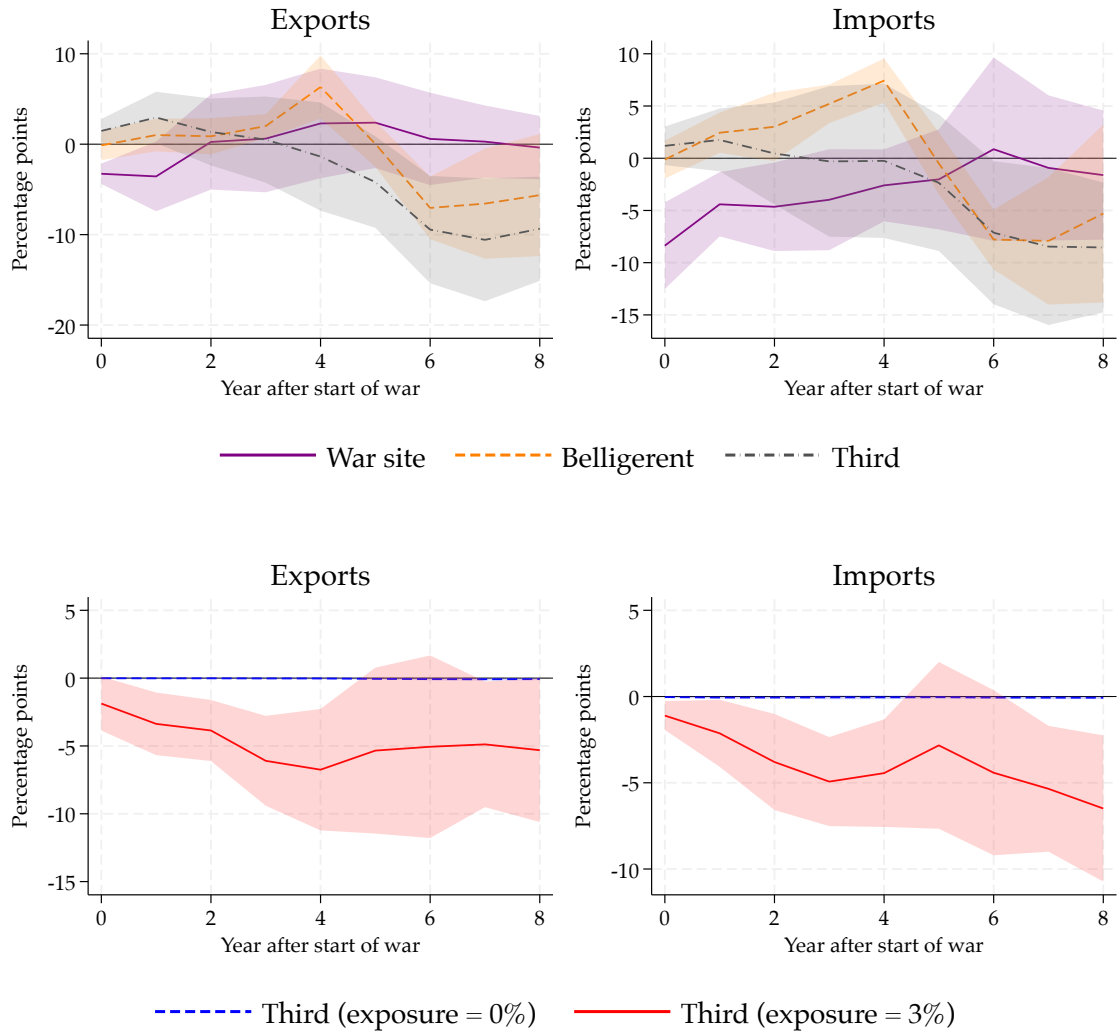 Exports
Imports
Percentage points
10
0
-10
-20
0 2 4 6 8
Year after start of war
Percentage points
10
5
0
-5
-10
-15
0 2 4 6 8
Year after start of war
War site Belligerent Third
Exports
Imports
Percentage points
5
0
-5
-10
-15
0 2 4 6 8
Year after start of war
Percentage points
5
0
-5
-10
0 2 4 6 8
Year after start of war
Third (exposure = 0%) Third (exposure = 3%)